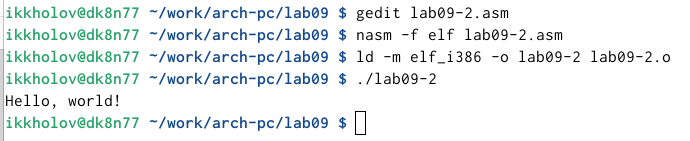 ikkholov@dk8n77 ~/work/arch-pc/lab09 $ gedit lab09-2.asm
ikkholov@dk8n77 ~/work/arch-pc/lab09 $ nasm -f elf lab09-2.asm
ikkholov@dk8n77 ~/work/arch-pc/lab09 $ ld -m elf_i386 -o lab09-2 lab09-2.o
ikkholov@dk8n77 ~/work/arch-pc/lab09 $ ./lab09-2
Hello, world!
ikkholov@dk8n77 ~/work/arch-pc/lab09 $